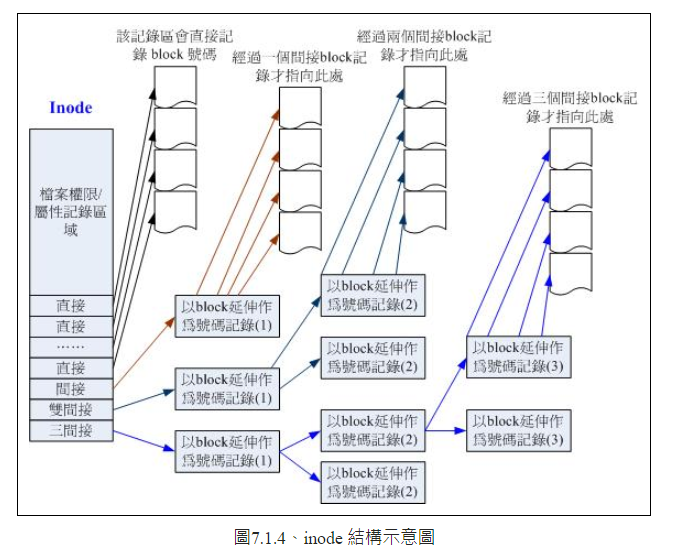 該記錄區會直接記
錄 block 號碼
經過一個間接block記
錄才指向此處
經過兩個間接block記
錄才指向此處
經過三個間接block記
錄才指向此處
Inode
檔案權限/
屬性記錄區
域
直接
直接
……
直接
間接
雙間接
三間接
以block延伸作
為號碼記錄(1)
以block延伸作
為號碼記錄(1)
以block延伸作
為號碼記錄(1)
以block延伸作
為號碼記錄(2)
以block延伸作
為號碼記錄(2)
以block延伸作
為號碼記錄(2)
以block延伸作
為號碼記錄(2)
以block延伸作
為號碼記錄(3)
以block延伸作
為號碼記錄(3)
圖7.1.4、inode 結構示意圖